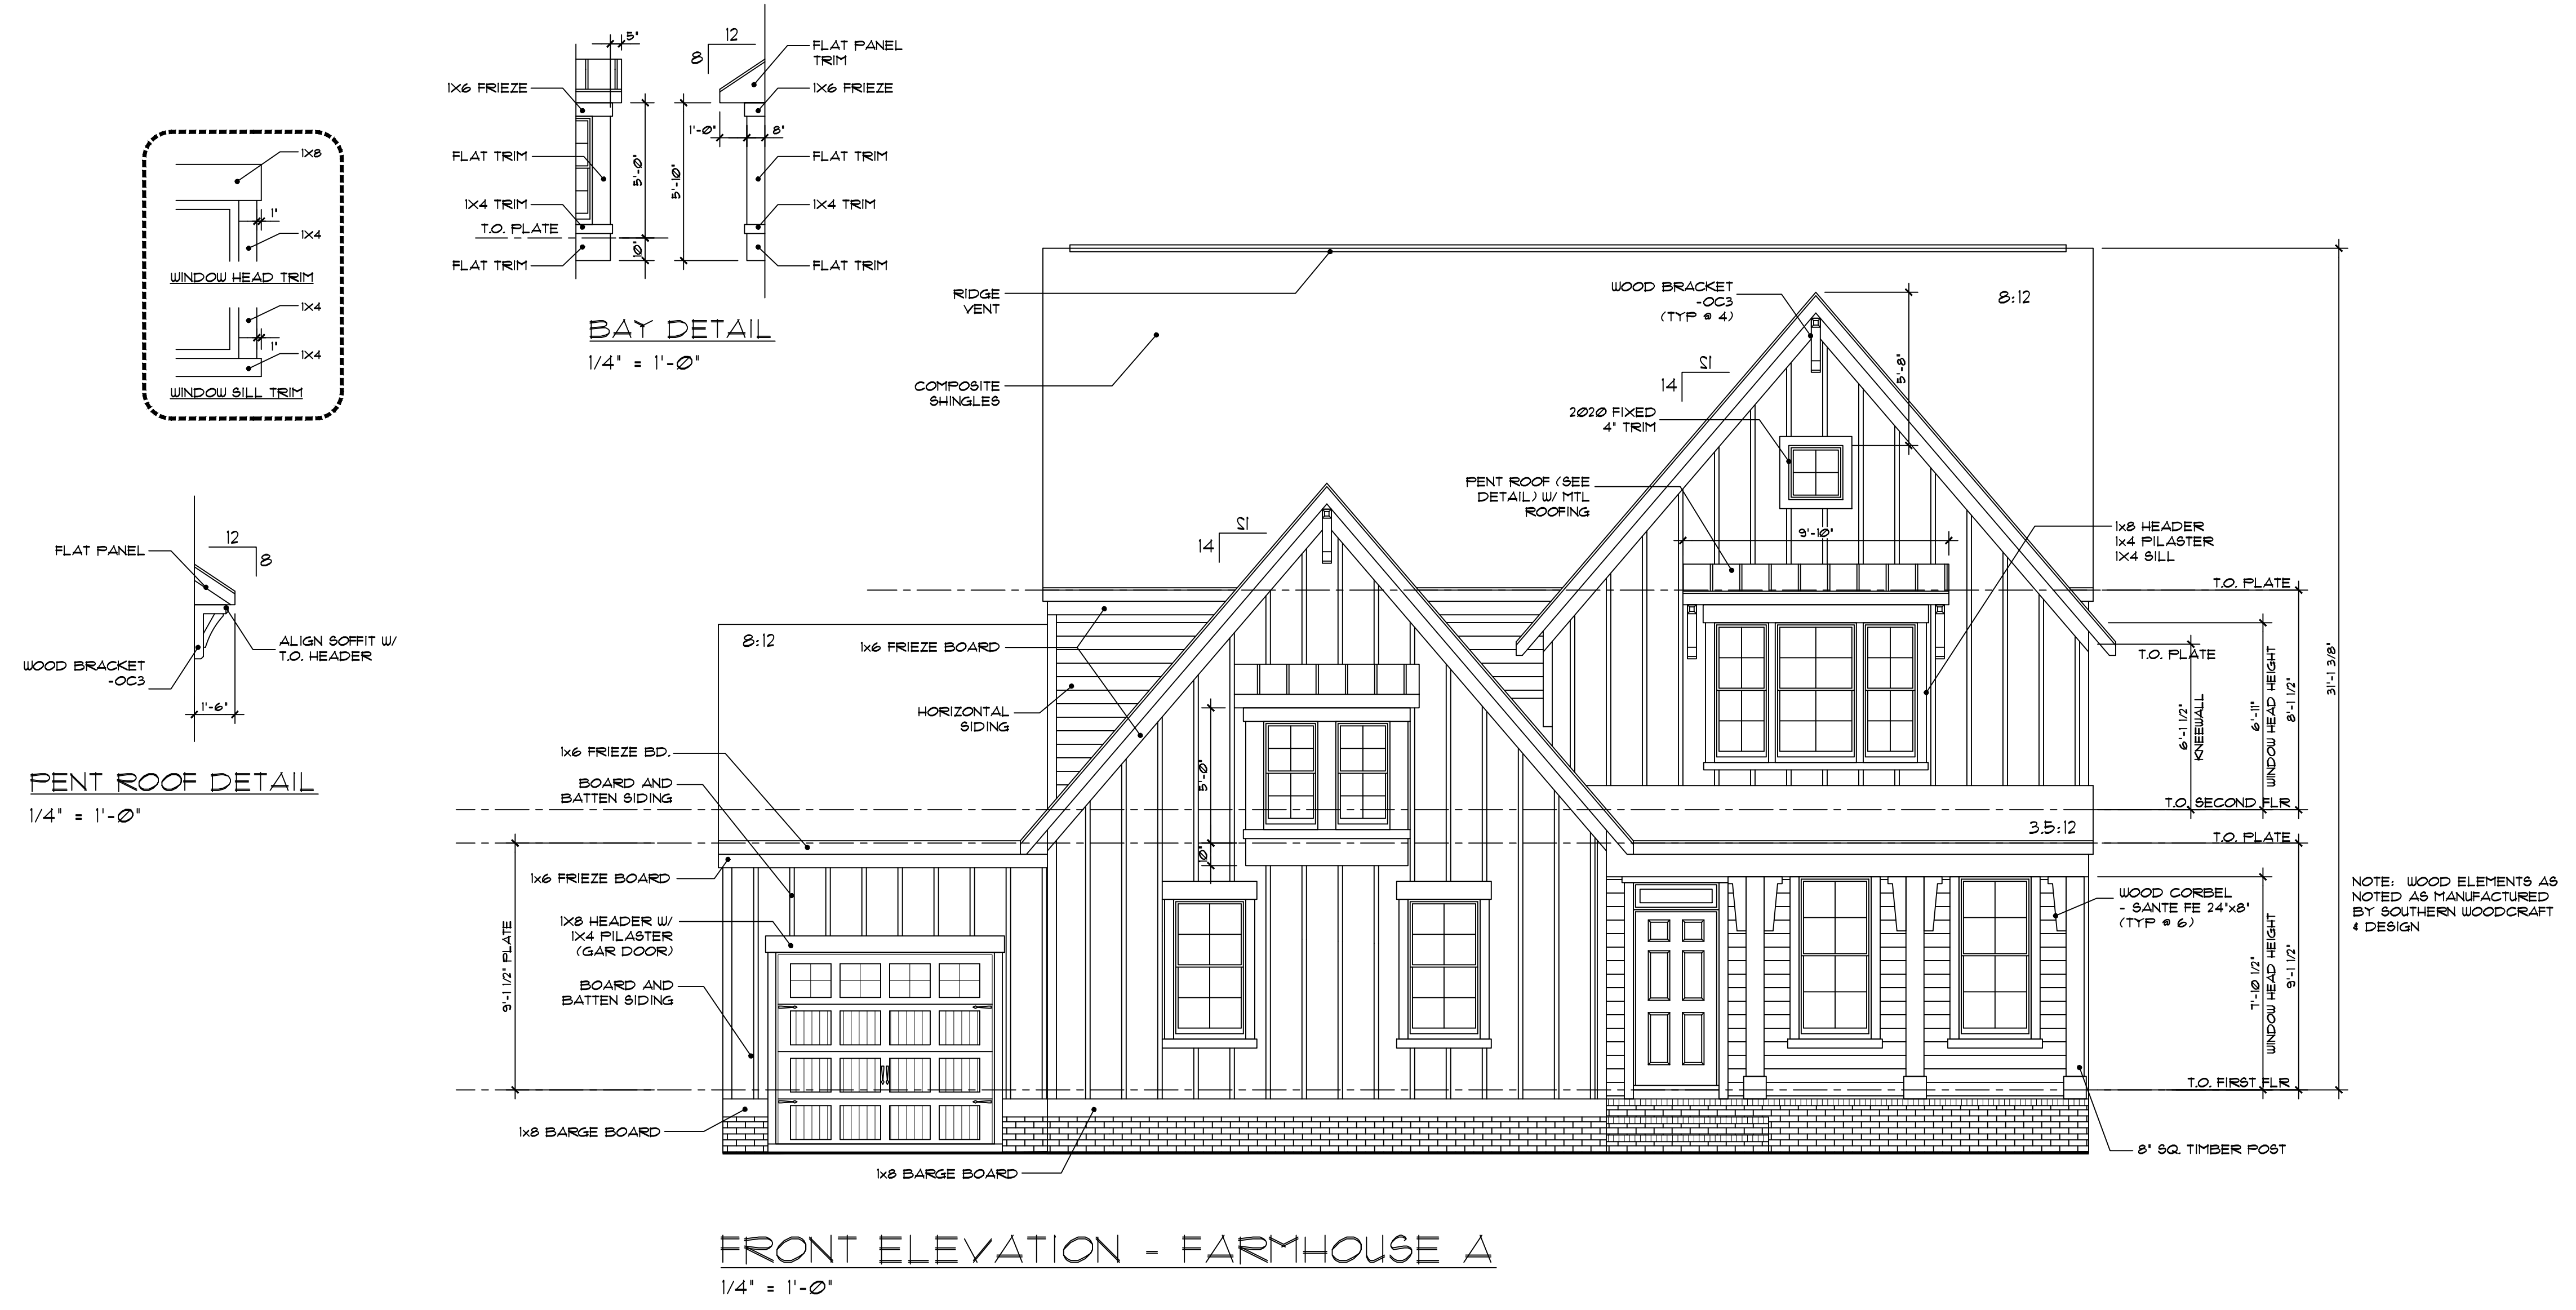 1X8
1"
1X4
WINDOW HEAD TRIM
1X4
1"
1X4
WINDOW SILL TRIM
FLAT PANEL
12
8
ALIGN SOFFIT W/
T.O. HEADER
WOOD BRACKET
-OC3
1'-6"
PENT ROOF DETAIL
1/4" = 1'-0"
5"
1X6 FRIEZE
FLAT TRIM
1X4 TRIM
T.O. PLATE
FLAT TRIM
5'-0"
10"
5'-10"
12
8
FLAT PANEL
TRIM
1X6 FRIEZE
1'-0"
8"
FLAT TRIM
1X4 TRIM
FLAT TRIM
BAY DETAIL
1/4" = 1'-0"
RIDGE
VENT
COMPOSITE
SHINGLES
WOOD BRACKET
-OC3
(TYP @ 4)
8:12
12
14
5'-8"
2020 FIXED
4" TRIM
PENT ROOF (SEE
DETAIL) W/ MTL
ROOFING
9'-10"
12
14
1x8 HEADER
1x4 PILASTER
1X4 SILL
T.O. PLATE
8:12
1x6 FRIEZE BOARD
HORIZONTAL
SIDING
T.O. PLATE
6'-1 1/2"
KNEEWALL
6'-11"
WINDOW HEAD HEIGHT
8'-1 1/2"
31'-1 3/8"
1x6 FRIEZE BD.
BOARD AND
BATTEN SIDING
5'-0"
10"
T.O. SECOND FLR
3.5:12
T.O. PLATE
1x6 FRIEZE BOARD
1X8 HEADER W/
1X4 PILASTER
(GAR DOOR)
9'-1 1/2" PLATE
BOARD AND
BATTEN SIDING
WOOD CORBEL
- SANTE FE 24"x8"
(TYP @ 6)
7'-10 1/2"
WINDOW HEAD HEIGHT
9'-1 1/2"
NOTE: WOOD ELEMENTS AS
NOTED AS MANUFACTURED
BY SOUTHERN WOODCRAFT
& DESIGN
T.O. FIRST FLR
1x8 BARGE BOARD
1x8 BARGE BOARD
8" SQ. TIMBER POST
FRONT ELEVATION - FARMHOUSE A
1/4" = 1'-0"